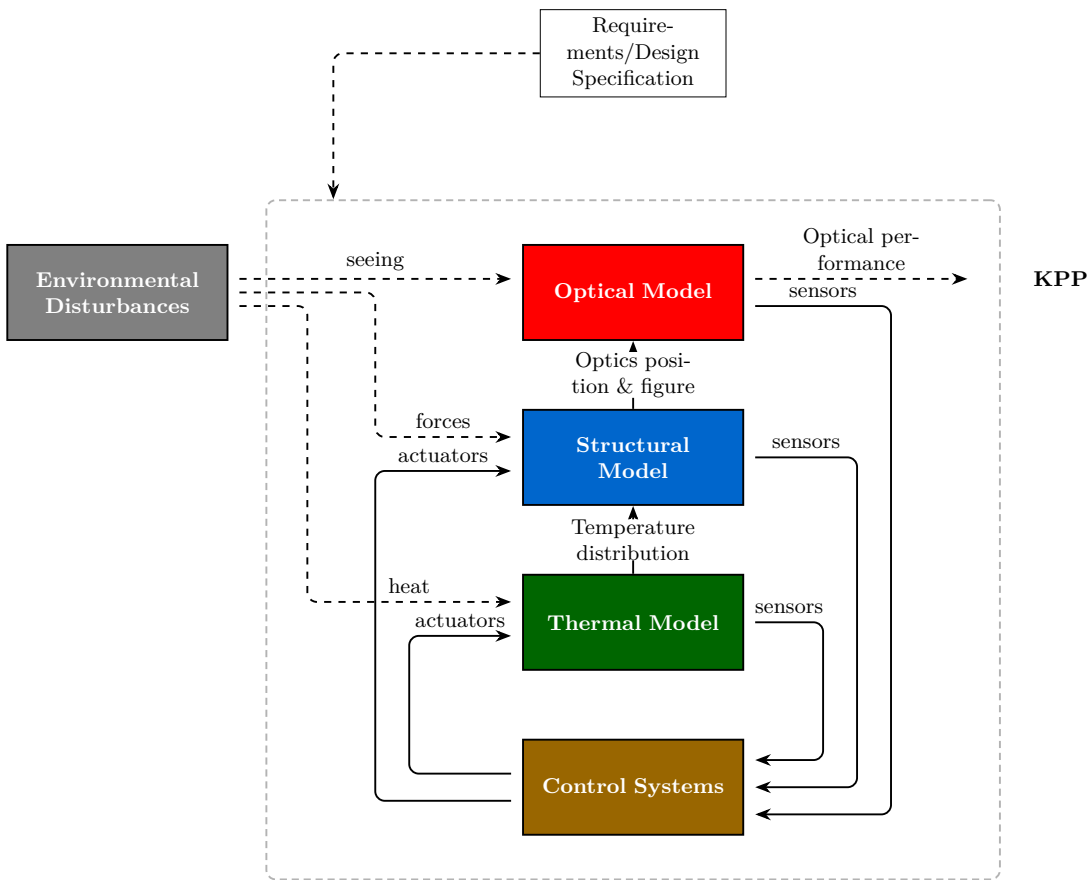 Require-
ments/Design
Specification
Environmental
Disturbances
seeing
Optical Model
Optical per-
formance
sensors
KPP
Optics posi-
tion & figure
forces
actuators
Structural
Model
sensors
Temperature
distribution
heat
actuators
Thermal Model
sensors
Control Systems